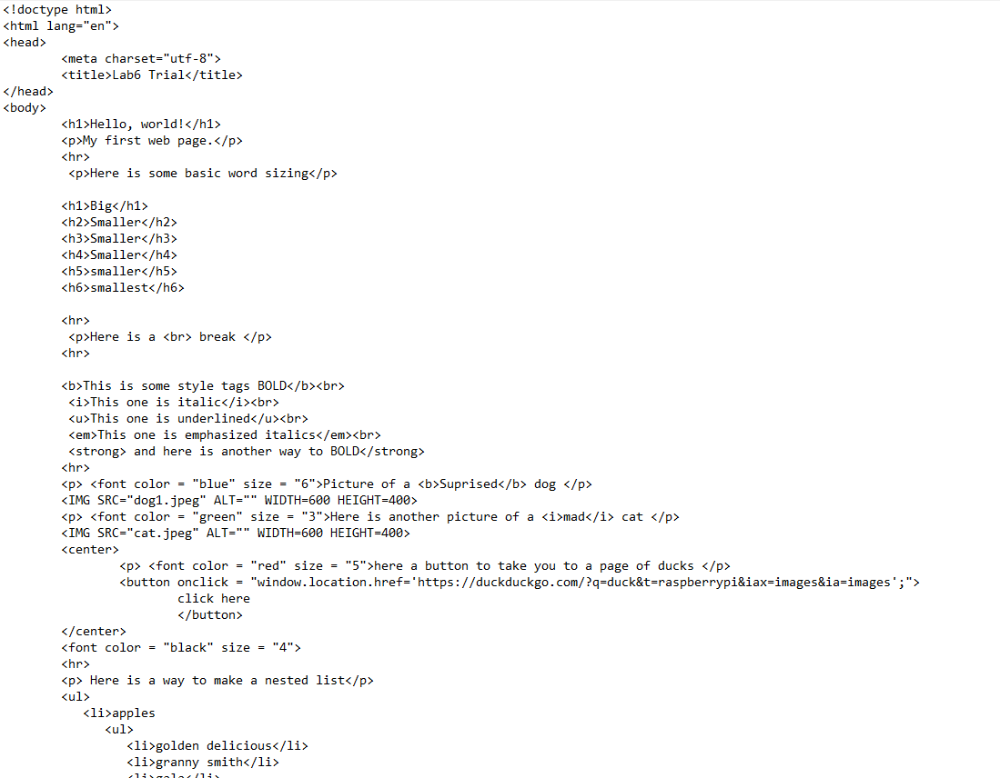 <!doctype html>
<html lang="en">
<head>
<meta charset="utf-8">
<title>Lab6 Trial</title>
</head>
<body>
<h1>Hello, world!</h1>
<p>My first web page.</p>
<hr>
<p>Here is some basic word sizing</p>
<h1>Big</h1>
<h2>Smaller</h2>
<h3>Smaller</h3>
<h4>Smaller</h4>
<h5>smaller</h5>
<h6>smallest</h6>
<hr>
<p>Here is a <br> break </p>
<hr>
<b>This is some style tags BOLD</b><br>
<i>This one is italic</i><br>
<u>This one is underlined</u><br>
<em>This one is emphasized italics</em><br>
<strong> and here is another way to BOLD</strong>
<hr>
<p> <font color = "blue" size = "6">Picture of a <b>Suprised</b> dog </p>
<IMG SRC="dog1.jpeg" ALT="" WIDTH=600 HEIGHT=400>
<p> <font color = "green" size = "3">Here is another picture of a <i>mad</i> cat </p>
<IMG SRC="cat.jpeg" ALT="" WIDTH=600 HEIGHT=400>
<center>
<p> <font color = "red" size = "5">here a button to take you to a page of ducks </p>
<button onclick = "window.location.href='https://duckduckgo.com/?q=duck&t=raspberrypi&iax=images&ia=images';">
click here
</button>
</center>
<font color = "black" size = "4">
<hr>
<p> Here is a way to make a nested list</p>
<ul>
<li>apples
<ul>
<li>golden delicious</li>
<li>granny smith</li>
<li>gala</li>